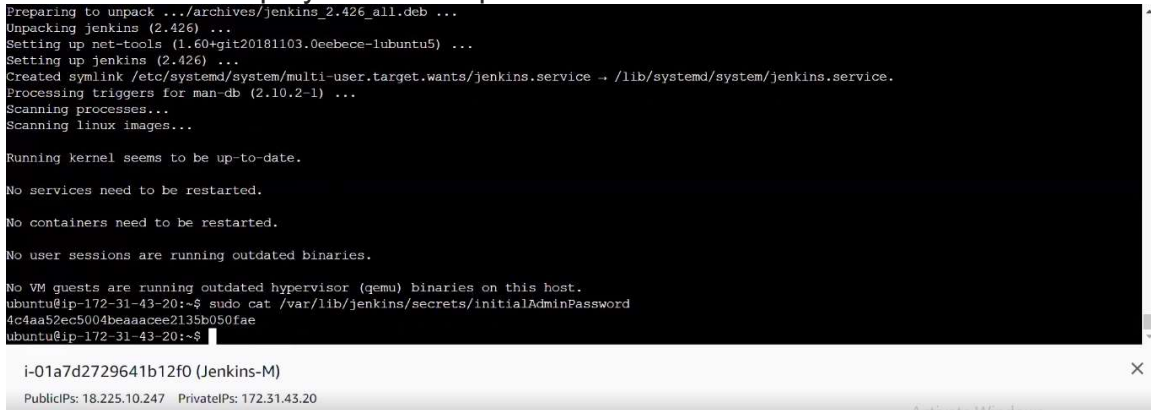 Preparing to unpack .../archives/jenkins_2.426_all.deb ...
Unpacking jenkins (2.426) ...
Setting up net-tools (1.60+git20181103.0eebece-1ubuntu5) ...
Setting up jenkins (2.426) ...
Created symlink /etc/systemd/system/multi-user.target.wants/jenkins.service → /lib/systemd/system/jenkins.service.
Processing triggers for man-db (2.10.2-1) ...
Scanning processes...
Scanning linux images...
Running kernel seems to be up-to-date.
No services need to be restarted.
No containers need to be restarted.
No user sessions are running outdated binaries.
No VM guests are running outdated hypervisor (qemu) binaries on this host.
ubuntu@ip-172-31-43-20:~$ sudo cat /var/lib/jenkins/secrets/initialAdminPassword
4c4aa52ec5004beaaacee2135b050fae
ubuntu@ip-172-31-43-20:~$
i-01a7d2729641b12f0 (Jenkins-M)
PublicIPs: 18.225.10.247 PrivateIPs: 172.31.43.20